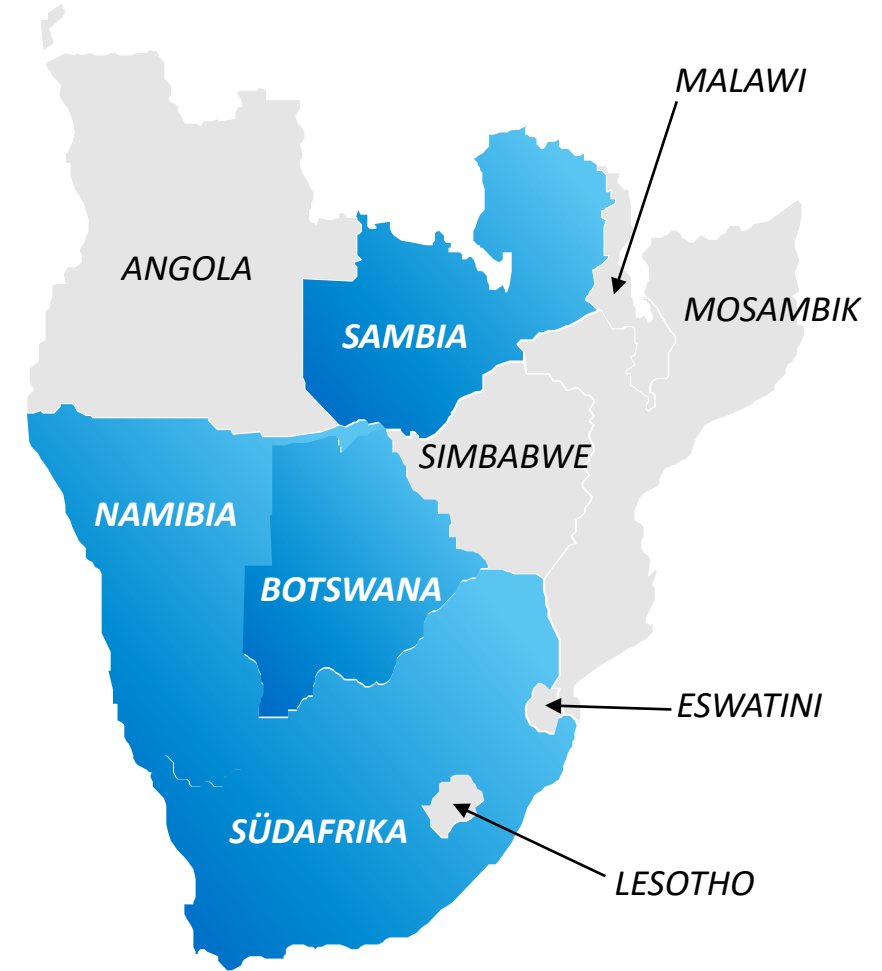 MALAWI
ANGOLA
MOSAMBIK
SAMBIA
SIMBABWE
NAMIBIA
BOTSWANA
ESWATINI
SÜDAFRIKA
LESOTHO